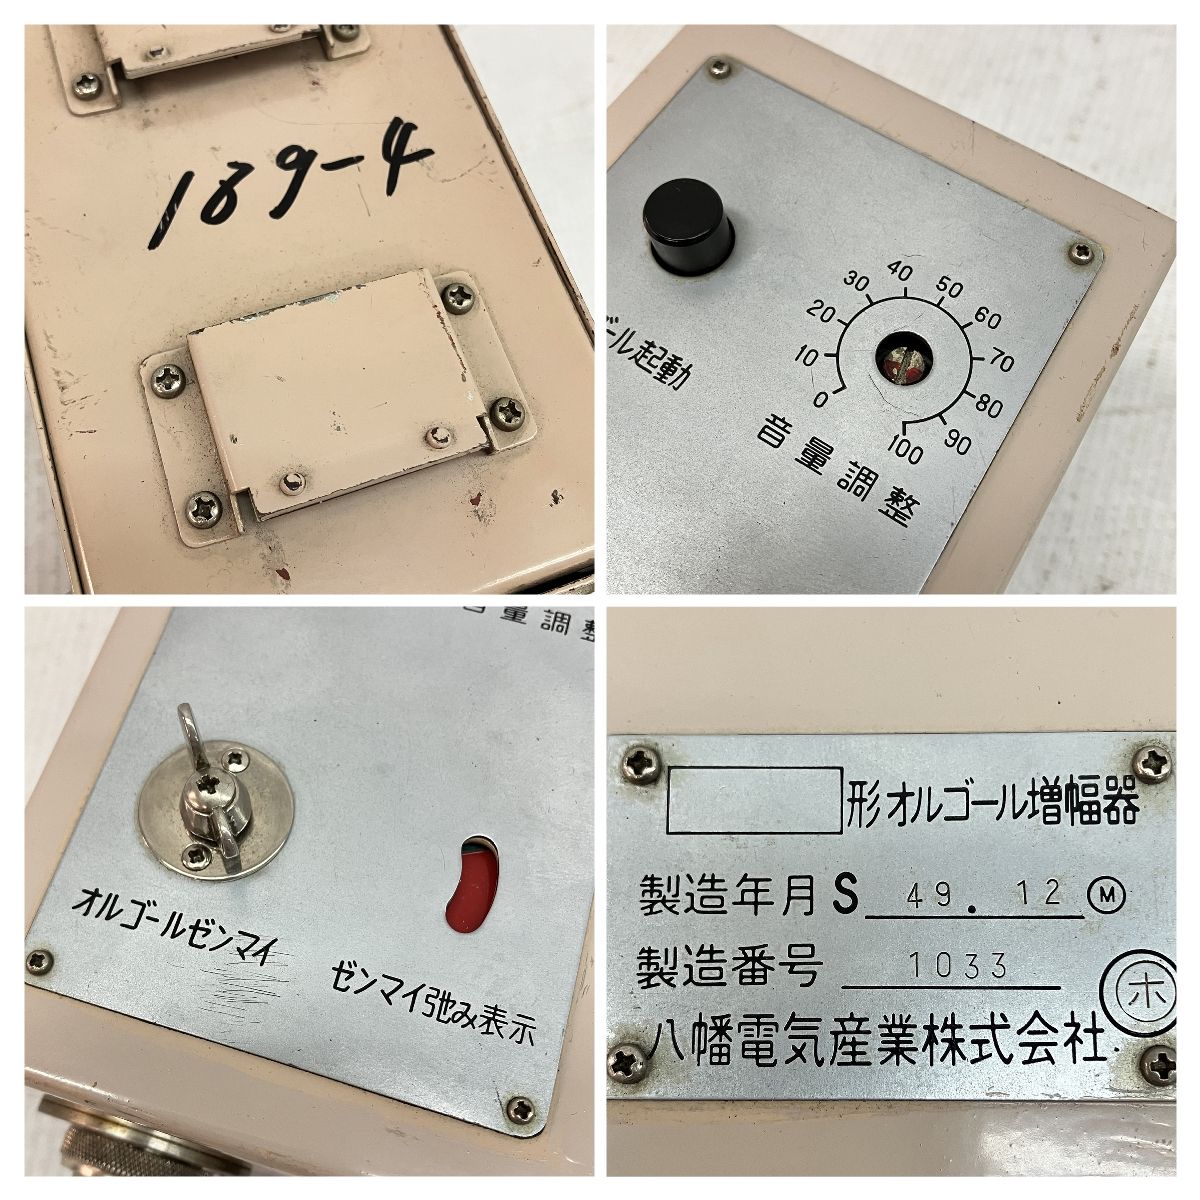 189-4
ゴール起動
0
10
20
30
40
50
60
70
80
90
100
音量調整
音量調整
オルゴールゼンマイ
ゼンマイ弛み表示
形オルゴール増幅器
製造年月 S 49.12 M
製造番号 1033
ホ
八幡電気産業株式会社